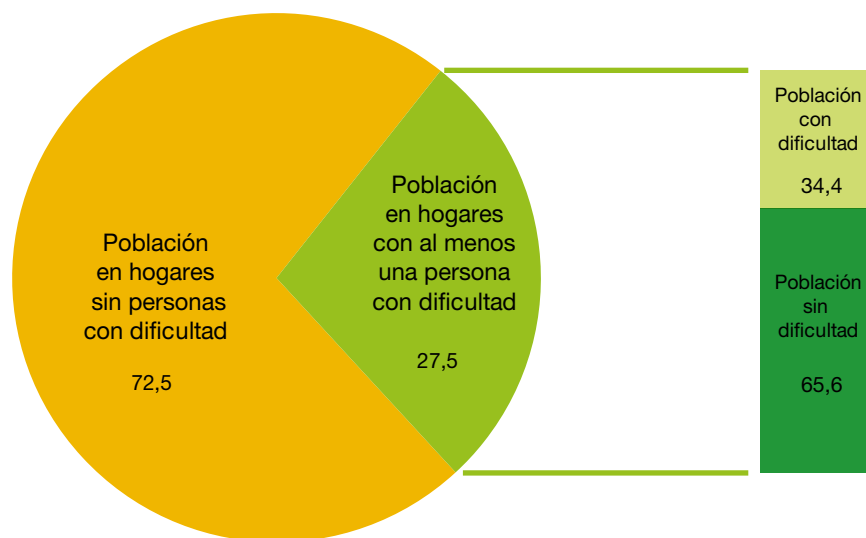 Población
en hogares
sin personas
con dificultad
72,5
Población
en hogares
con al menos
una persona
con dificultad
27,5
Población
con
dificultad
34,4
Población
sin
dificultad
65,6